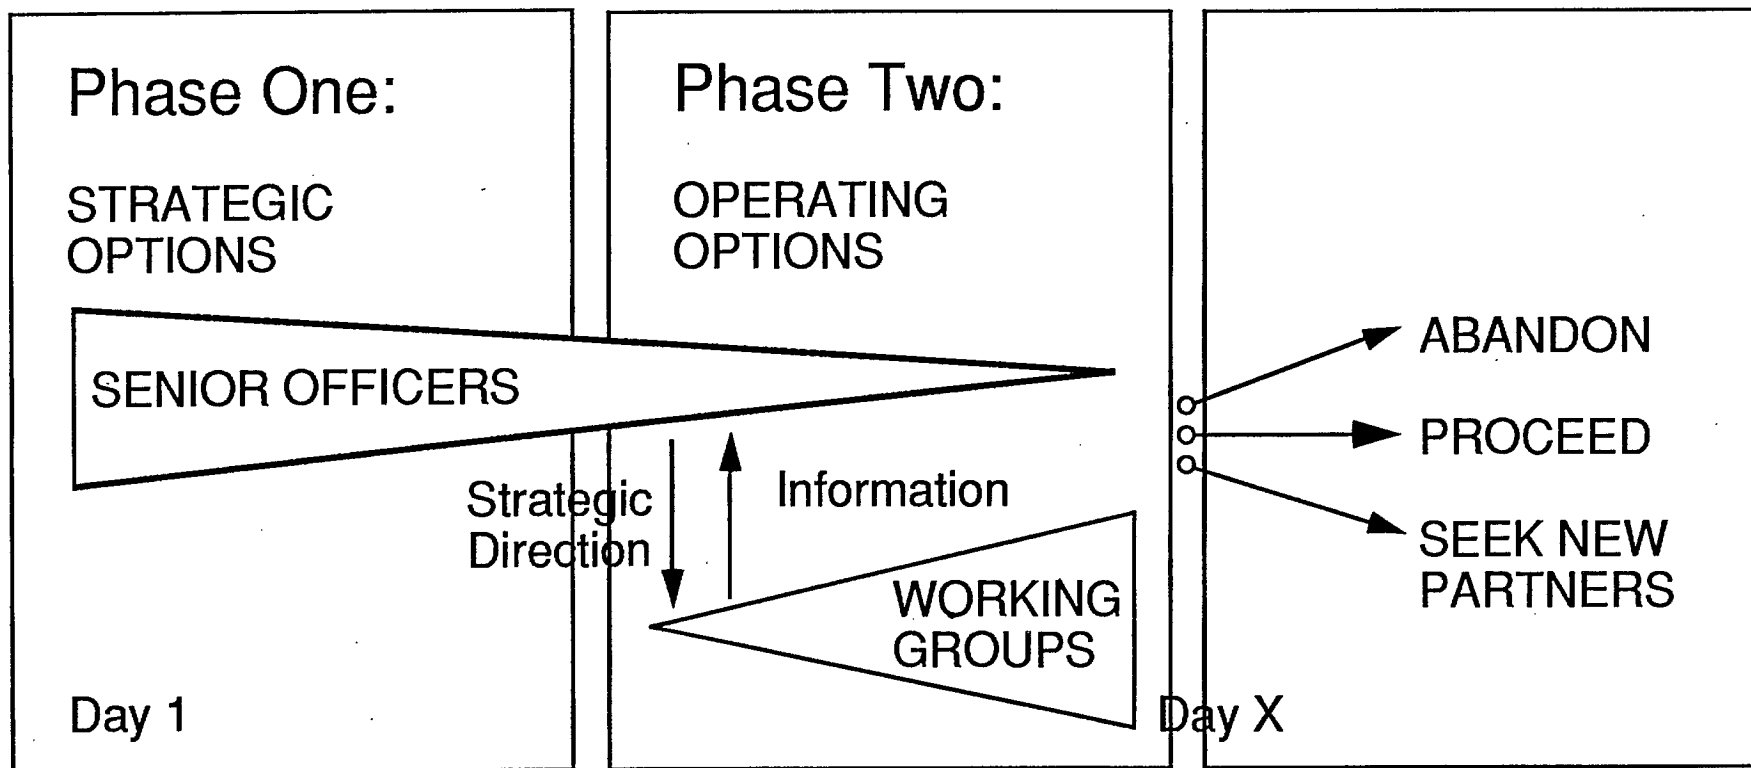 Phase One:
STRATEGIC
OPTIONS
SENIOR OFFICERS
Day 1
Phase Two:
OPERATING
OPTIONS
Strategic
Direction
Information
WORKING
GROUPS
Day X
ABANDON
PROCEED
SEEK NEW
PARTNERS